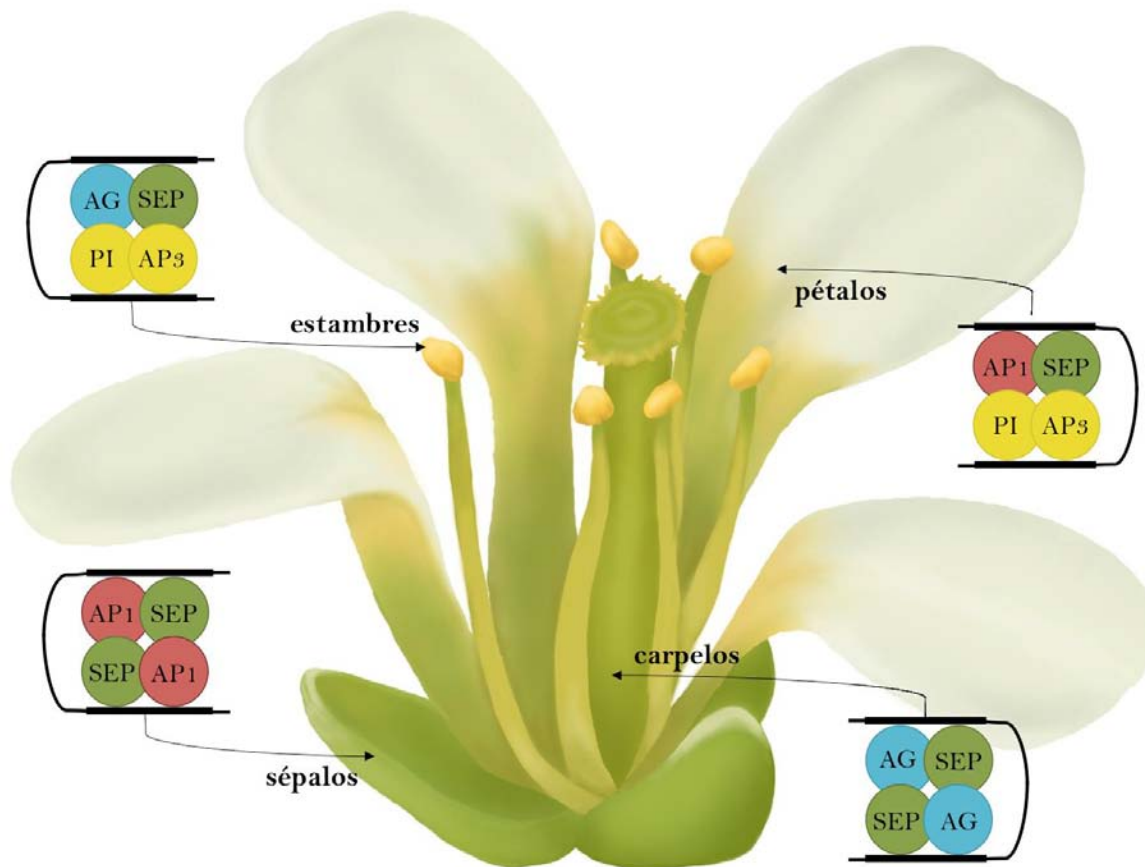 AG SEP
PI AP3
estambres
pétalos
AP1 SEP
PI AP3
AP1 SEP
SEP AP1
sépalos
carpelos
AG SEP
SEP AG